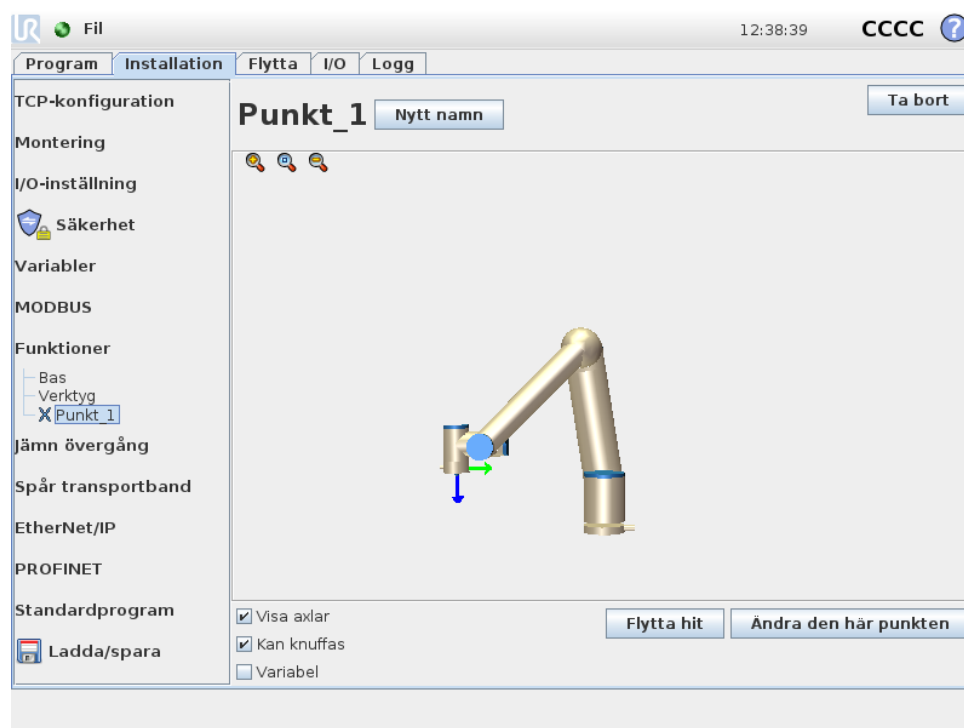 UR Fil 12:38:39 CCCC ?
Program Installation Flytta I/O Logg
TCP-konfiguration
Montering
I/O-inställning
Säkerhet
Variabler
MODBUS
Funktioner
Bas
Verktyg
Punkt_1
Jämn övergång
Spår transportband
EtherNet/IP
PROFINET
Standardprogram
Ladda/spara
Punkt_1 Nytt namn Ta bort
Visa axlar
Kan knuffas
Variabel
Flytta hit Ändra den här punkten